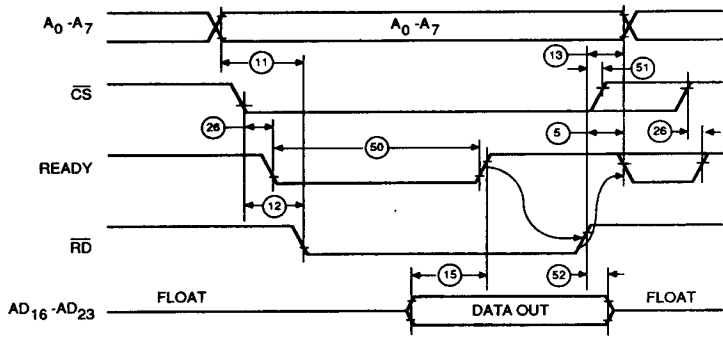 A0 -A7
A0 -A7
11
13
51
CS
26
50
5
26
READY
12
RD
15
52
FLOAT
DATA OUT
FLOAT
AD16 -AD23